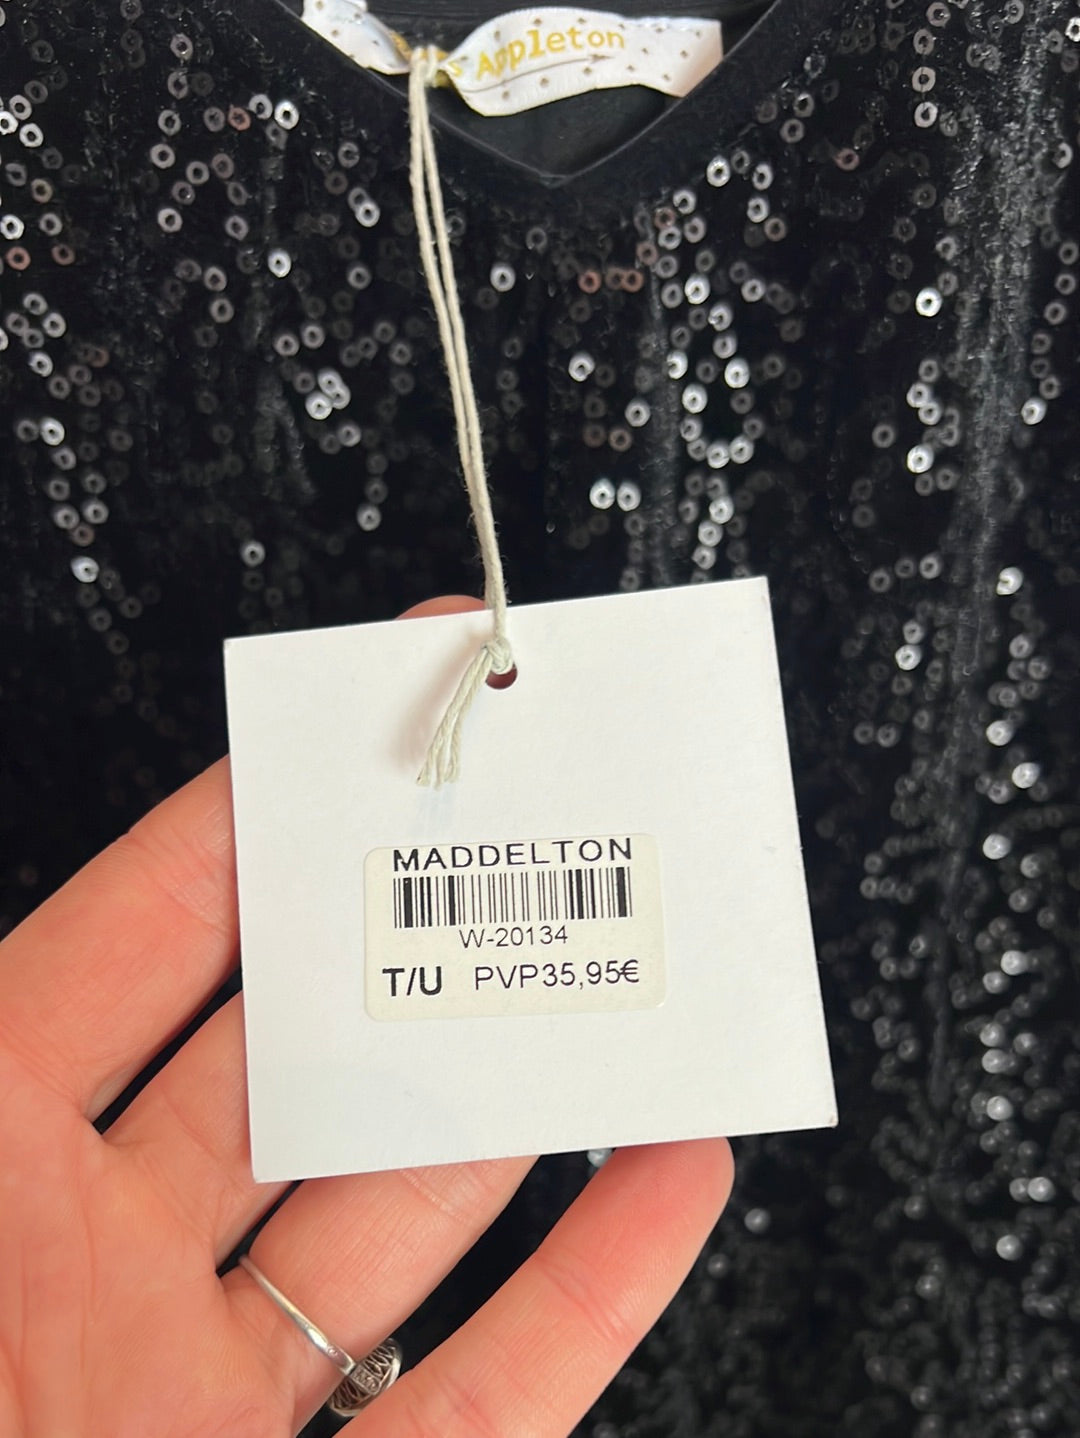 Appleton
MADDELTON
W-20134
T/U PVP35,95€